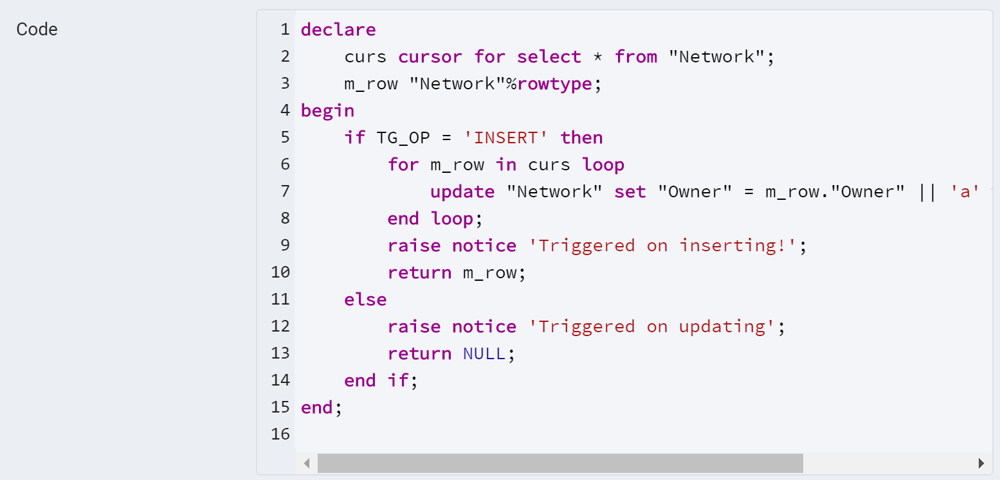 Code
1 declare
2     curs cursor for select * from "Network";
3     m_row "Network"%rowtype;
4 begin
5     if TG_OP = 'INSERT' then
6         for m_row in curs loop
7             update "Network" set "Owner" = m_row."Owner" || 'a'
8         end loop;
9         raise notice 'Triggered on inserting!';
10         return m_row;
11     else
12         raise notice 'Triggered on updating';
13         return NULL;
14     end if;
15 end;
16